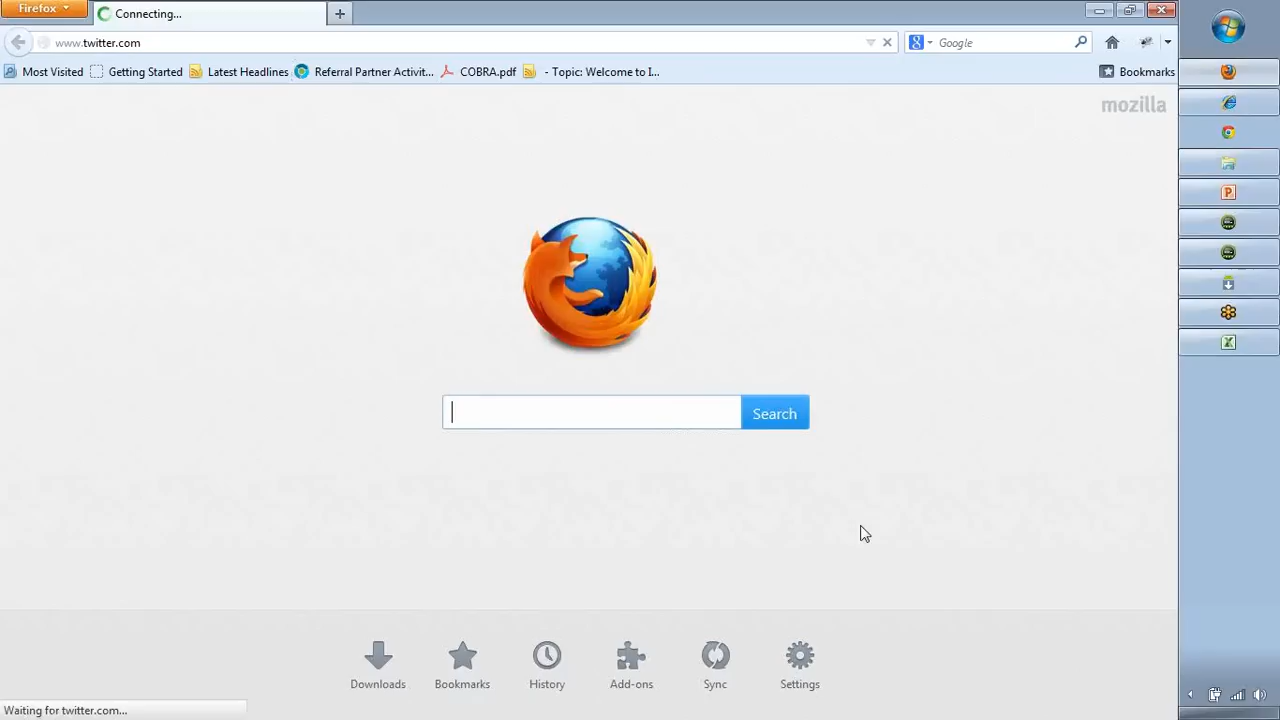 Firefox
Connecting...
www.twitter.com
Google
Most Visited
Getting Started
Latest Headlines
Referral Partner Activit...
COBRA.pdf
- Topic: Welcome to I...
Bookmarks
mozilla
Search
Downloads
Bookmarks
History
Add-ons
Sync
Settings
Waiting for twitter.com...